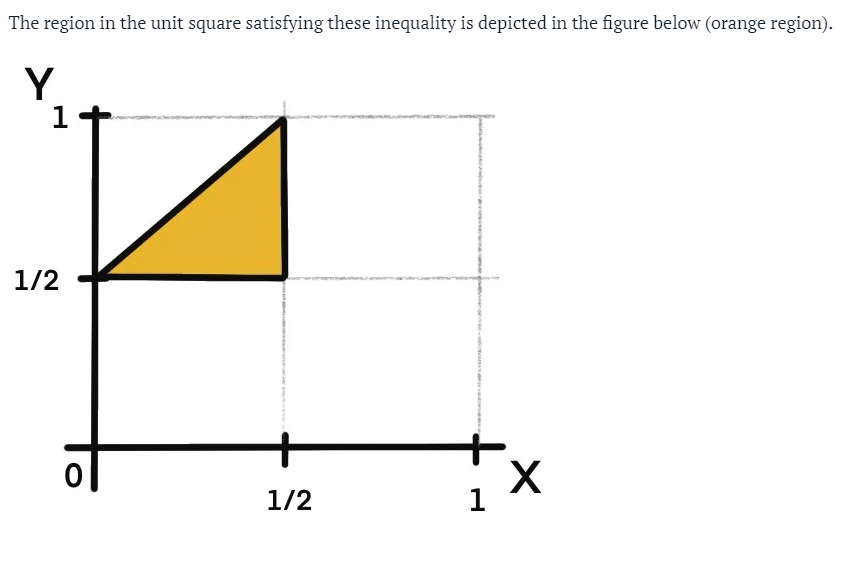 The region in the unit square satisfying these inequality is depicted in the figure below (orange region).
Y
1
1/2
0
1/2
1
X